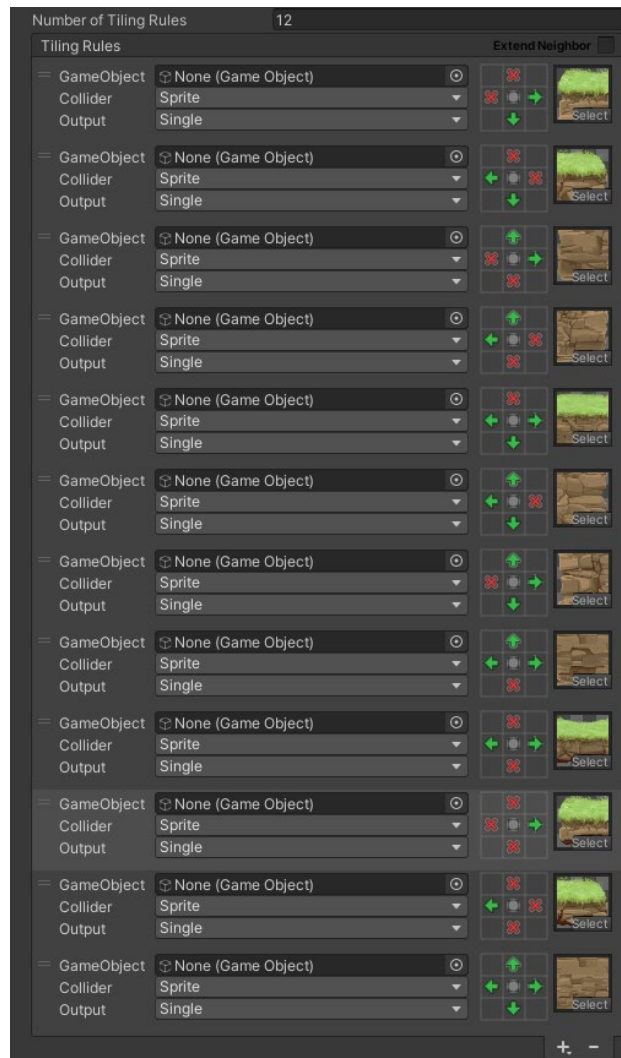 Number of Tiling Rules 12
Tiling Rules Extend Neighbor
GameObject None (Game Object)
Collider Sprite
Output Single Select
GameObject None (Game Object)
Collider Sprite
Output Single Select
GameObject None (Game Object)
Collider Sprite
Output Single Select
GameObject None (Game Object)
Collider Sprite
Output Single Select
GameObject None (Game Object)
Collider Sprite
Output Single Select
GameObject None (Game Object)
Collider Sprite
Output Single Select
GameObject None (Game Object)
Collider Sprite
Output Single Select
GameObject None (Game Object)
Collider Sprite
Output Single Select
GameObject None (Game Object)
Collider Sprite
Output Single Select
GameObject None (Game Object)
Collider Sprite
Output Single Select
GameObject None (Game Object)
Collider Sprite
Output Single Select
GameObject None (Game Object)
Collider Sprite
Output Single Select